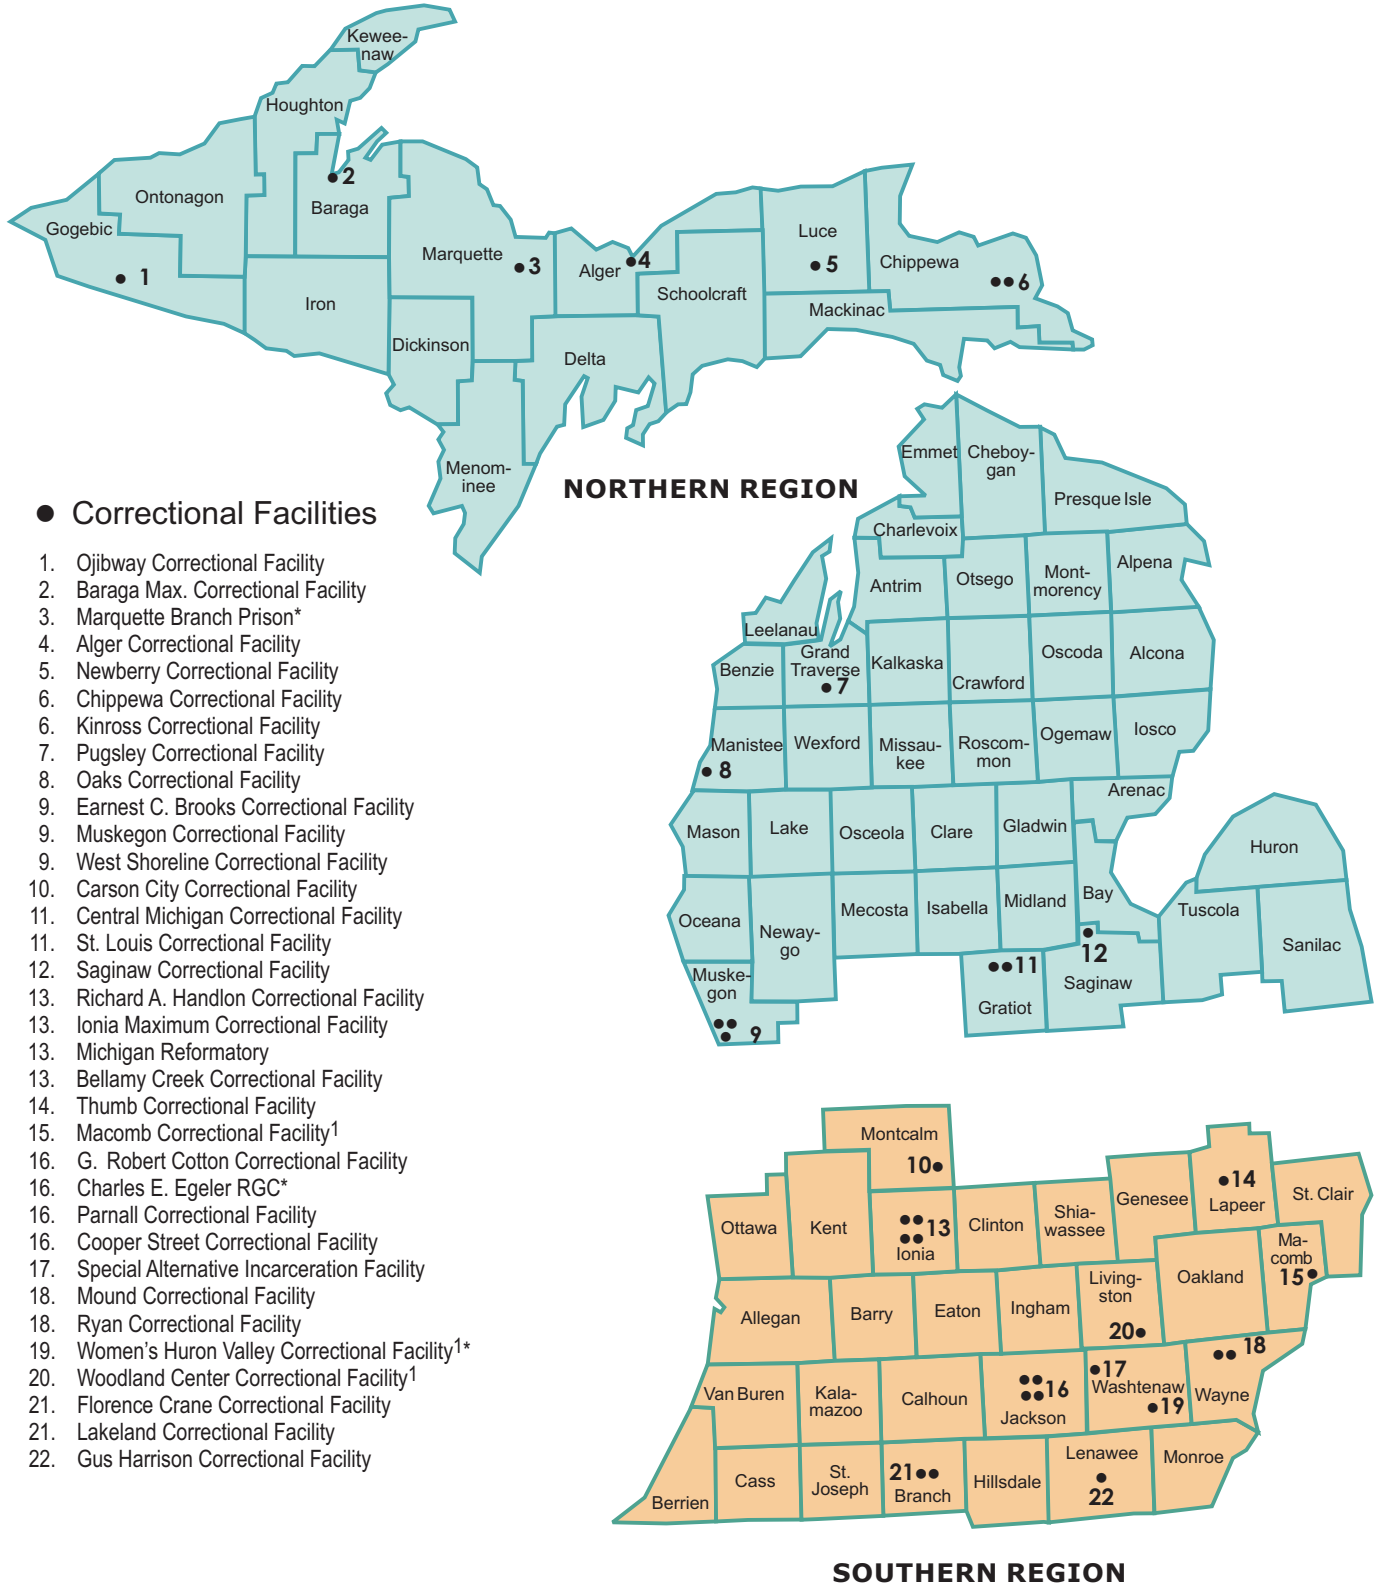 Kewee-
naw
Houghton
2
Baraga
Ontonagon
Gogebic
1
Marquette
3
Alger
4
Luce
5
Chippewa
6
Iron
Schoolcraft
Mackinac
Dickinson
Delta
Menom-
inee
NORTHERN REGION
Emmet
Cheboy-
gan
Presque Isle
Charlevoix
Antrim
Otsego
Mont-
morency
Alpena
Leelanau
Benzie
Grand
Traverse
7
Kalkaska
Crawford
Oscoda
Alcona
Manistee
8
Wexford
Missau-
kee
Roscom-
mon
Ogemaw
Iosco
Arenac
Mason
Lake
Osceola
Clare
Gladwin
Huron
Oceana
Neway-
go
Mecosta
Isabella
Midland
Bay
Tuscola
Sanilac
12
Saginaw
11
Gratiot
Muske-
gon
9
● Correctional Facilities
1. Ojibway Correctional Facility
2. Baraga Max. Correctional Facility
3. Marquette Branch Prison*
4. Alger Correctional Facility
5. Newberry Correctional Facility
6. Chippewa Correctional Facility
6. Kinross Correctional Facility
7. Pugsley Correctional Facility
8. Oaks Correctional Facility
9. Earnest C. Brooks Correctional Facility
9. Muskegon Correctional Facility
9. West Shoreline Correctional Facility
10. Carson City Correctional Facility
11. Central Michigan Correctional Facility
11. St. Louis Correctional Facility
12. Saginaw Correctional Facility
13. Richard A. Handlon Correctional Facility
13. Ionia Maximum Correctional Facility
13. Michigan Reformatory
13. Bellamy Creek Correctional Facility
14. Thumb Correctional Facility
15. Macomb Correctional Facility1
16. G. Robert Cotton Correctional Facility
16. Charles E. Egeler RGC*
16. Parnall Correctional Facility
16. Cooper Street Correctional Facility
17. Special Alternative Incarceration Facility
18. Mound Correctional Facility
18. Ryan Correctional Facility
19. Women's Huron Valley Correctional Facility1*
20. Woodland Center Correctional Facility1
21. Florence Crane Correctional Facility
21. Lakeland Correctional Facility
22. Gus Harrison Correctional Facility
Montcalm
10
Ottawa
Kent
13
Ionia
Clinton
Shia-
wassee
Genesee
14
Lapeer
St. Clair
Ma-
comb
15
Allegan
Barry
Eaton
Ingham
Living-
ston
20
Oakland
Van Buren
Kala-
mazoo
Calhoun
16
Jackson
17
Washtenaw
19
18
Wayne
Berrien
Cass
St.
Joseph
21
Branch
Hillsdale
Lenawee
22
Monroe
SOUTHERN REGION